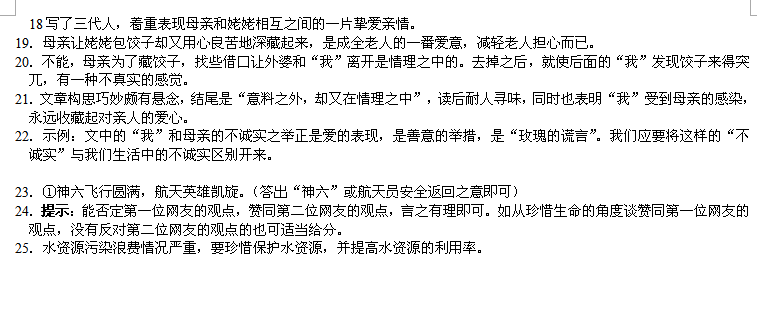 18写了三代人，着重表现母亲和姥姥相互之间的一片挚爱亲情。
19. 母亲让姥姥包饺子却又用心良苦地深藏起来，是成全老人的一番爱意，减轻老人担心而已。
20. 不能，母亲为了藏饺子，找些借口让外婆和“我”离开是情理之中的。去掉之后，就使后面的“我”发现饺子来得突
兀，有一种不真实的感觉。
21. 文章构思巧妙颇有悬念，结尾是“意料之外，却又在情理之中”，读后耐人寻味，同时也表明“我”受到母亲的感染，
永远收藏起对亲人的爱心。
22. 示例：文中的“我”和母亲的不诚实之举正是爱的表现，是善意的举措，是“玫瑰的谎言”。我们应要将这样的“不
诚实”与我们生活中的不诚实区别开来。
23. ①神六飞行圆满，航天英雄凯旋。（答出“神六”或航天员安全返回之意即可）
24. 提示：能否定第一位网友的观点，赞同第二位网友的观点，言之有理即可。如从珍惜生命的角度谈赞同第一位网友的
观点，没有反对第二位网友的观点的也可适当给分。
25. 水资源污染浪费情况严重，要珍惜保护水资源，并提高水资源的利用率。